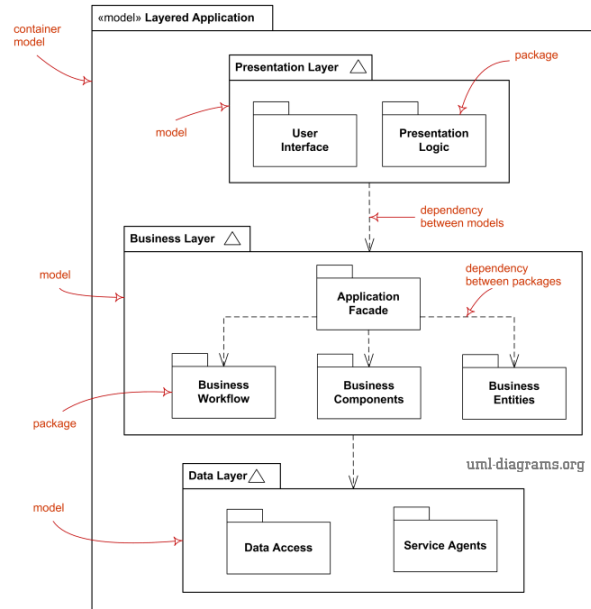 «model» Layered Application
container
model
Presentation Layer
package
model
User
Interface
Presentation
Logic
dependency
between models
Business Layer
model
dependency
between packages
Application
Facade
Business
Workflow
Business
Components
Business
Entities
package
uml-diagrams.org
Data Layer
model
Data Access
Service Agents